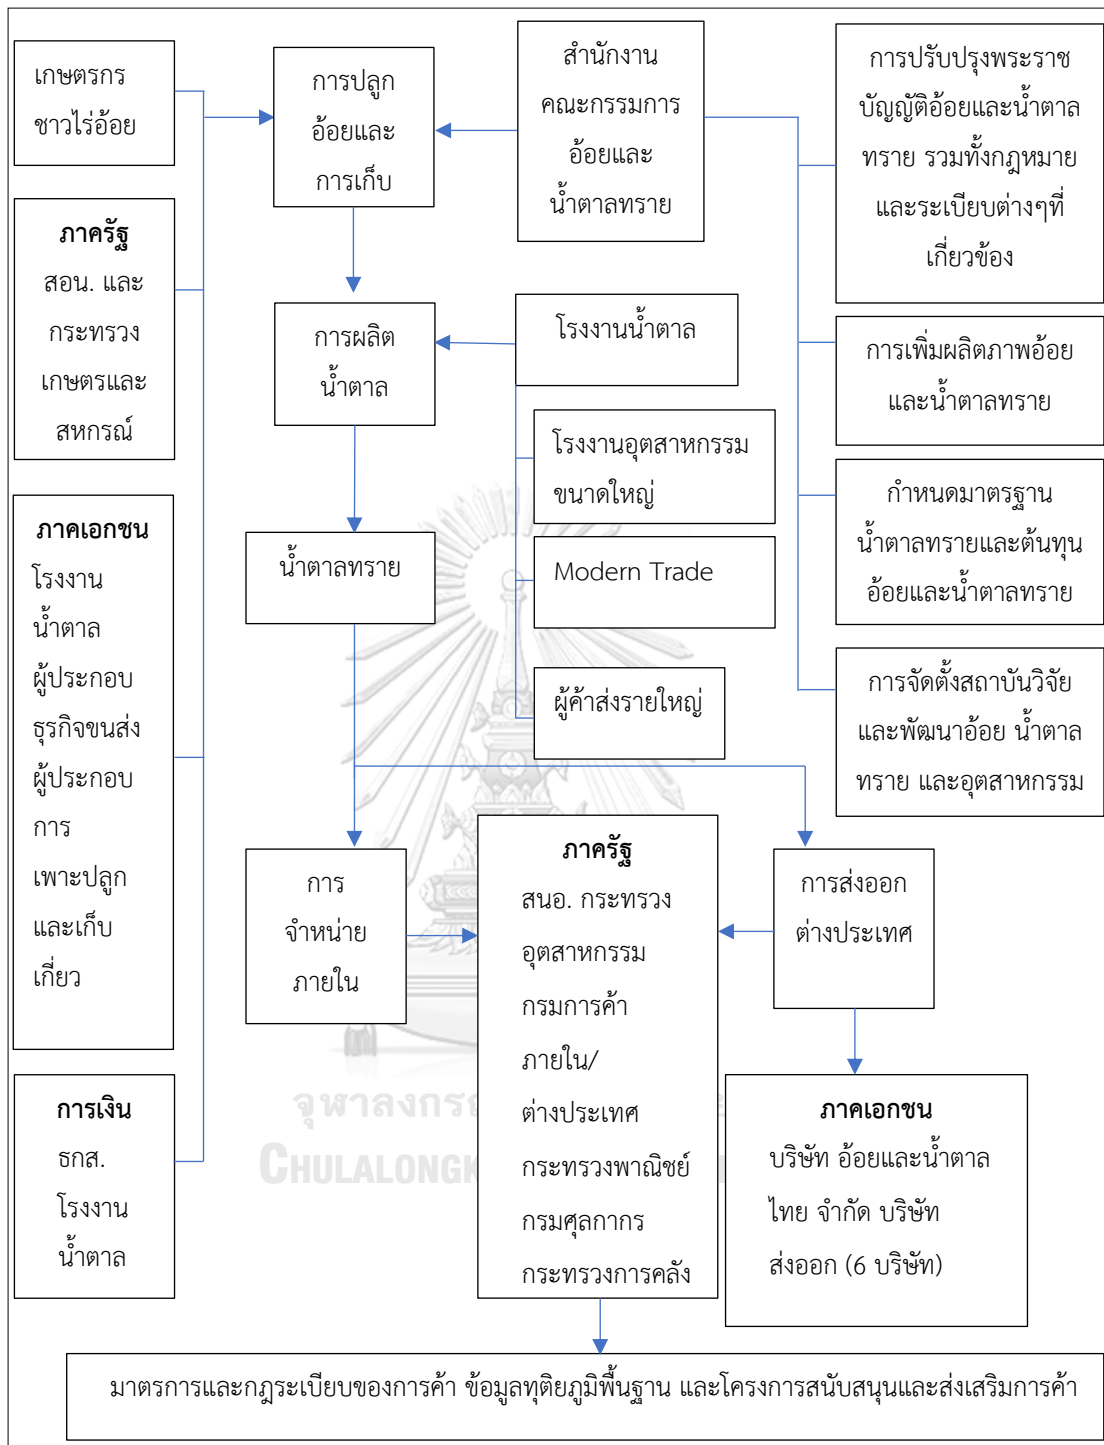 เกษตรกร
ชาวไร่อ้อย
การปลูก
อ้อยและ
การเก็บ
สำนักงาน
คณะกรรมการ
อ้อยและ
น้ำตาลทราย
การปรับปรุงพระราช
บัญญัติอ้อยและน้ำตาล
ทราย รวมทั้งกฎหมาย
และระเบียบต่างๆที่
เกี่ยวข้อง
ภาครัฐ
สอน. และ
กระทรวง
เกษตรและ
สหกรณ์
การผลิต
น้ำตาล
โรงงานน้ำตาล
การเพิ่มผลิตภาพอ้อย
และน้ำตาลทราย
โรงงานอุตสาหกรรม
ขนาดใหญ่
กำหนดมาตรฐาน
น้ำตาลทรายและต้นทุน
อ้อยและน้ำตาลทราย
ภาคเอกชน
โรงงาน
น้ำตาล
ผู้ประกอบ
ธุรกิจขนส่ง
ผู้ประกอบ
การ
เพาะปลูก
และเก็บ
เกี่ยว
น้ำตาลทราย
Modern Trade
ผู้ค้าส่งรายใหญ่
การจัดตั้งสถาบันวิจัย
และพัฒนาอ้อย น้ำตาล
ทราย และอุตสาหกรรม
การ
จำหน่าย
ภายใน
ภาครัฐ
สนอ. กระทรวง
อุตสาหกรรม
กรมการค้า
ภายใน/
ต่างประเทศ
กระทรวงพาณิชย์
กรมศุลกากร
กระทรวงการคลัง
การส่งออก
ต่างประเทศ
การเงิน
ธกส.
โรงงาน
น้ำตาล
ภาคเอกชน
บริษัท อ้อยและน้ำตาล
ไทย จำกัด บริษัท
ส่งออก (6 บริษัท)
จุฬาลงกรณ
CHULALONGK
มาตรการและกฎระเบียบของการค้า ข้อมูลทุติยภูมิพื้นฐาน และโครงการสนับสนุนและส่งเสริมการค้า